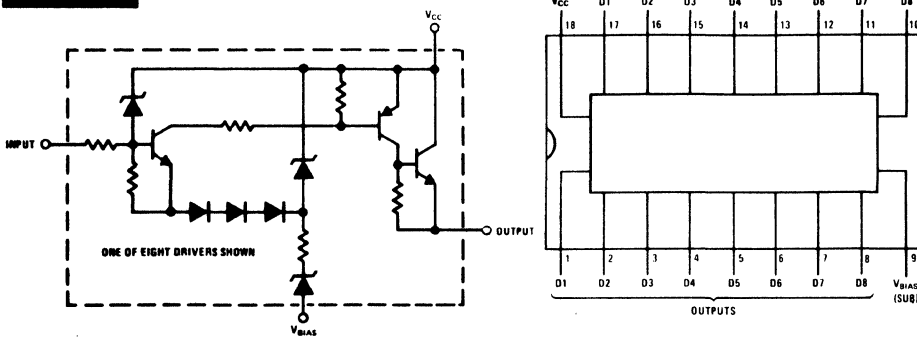 VCC
INPUT
ONE OF EIGHT DRIVERS SHOWN
OUTPUT
VBIAS
VCC D1 D2 D3 D4 D5 D6 D7 D8
18 17 16 15 14 13 12 11 10
1 2 3 4 5 6 7 8 9
D1 D2 D3 D4 D5 D6 D7 D8 VBIAS
OUTPUTS